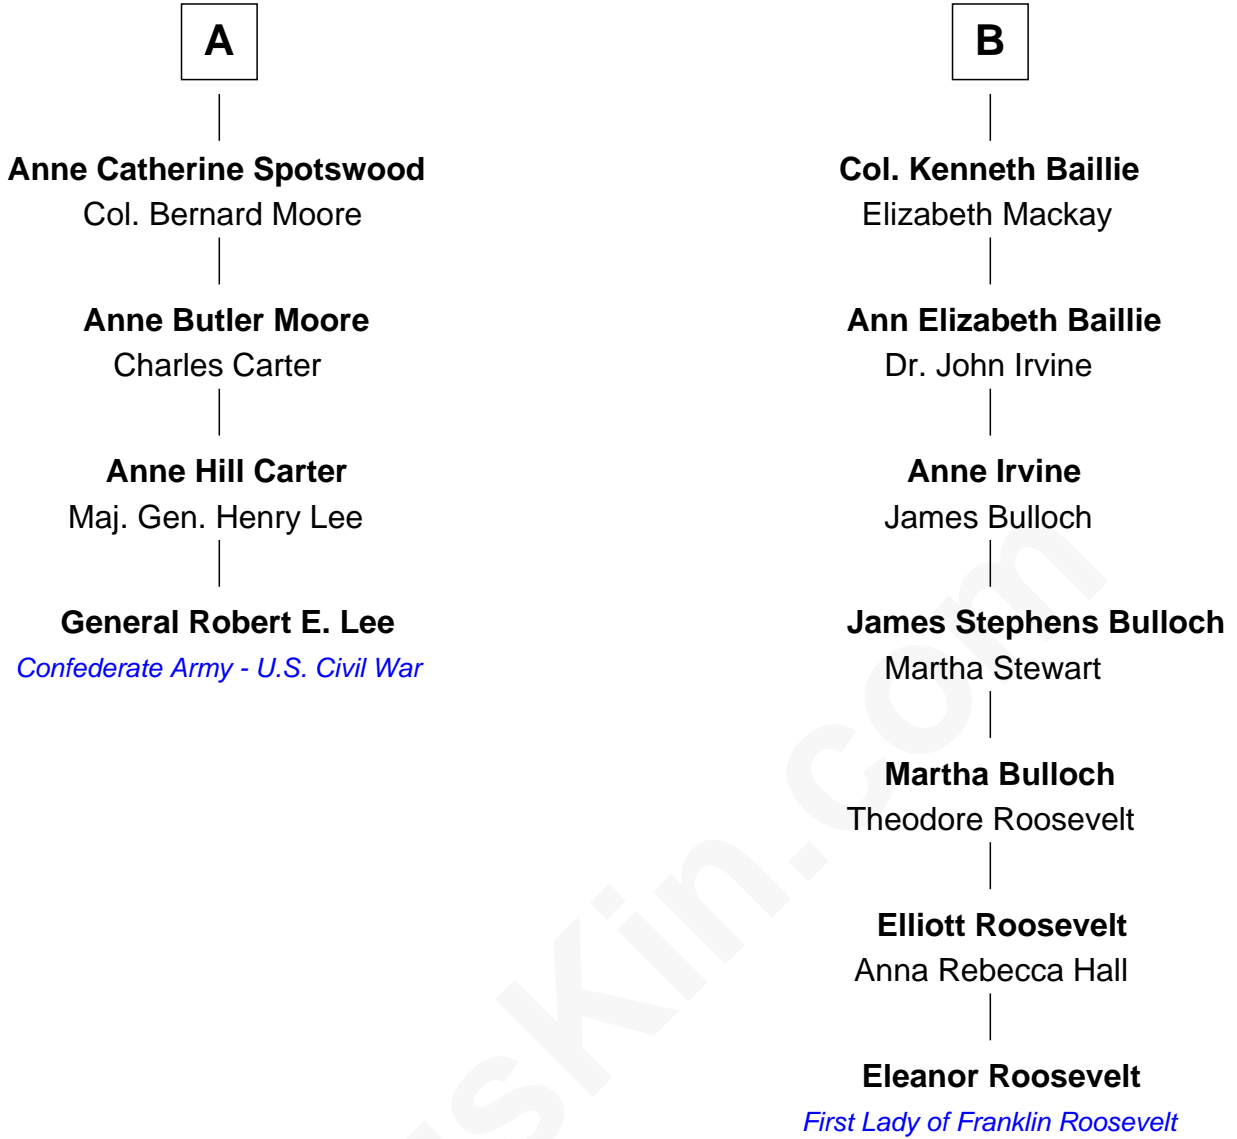 A
Anne Catherine Spotswood
Col. Bernard Moore
Anne Butler Moore
Charles Carter
Anne Hill Carter
Maj. Gen. Henry Lee
General Robert E. Lee
Confederate Army - U.S. Civil War
B
Col. Kenneth Baillie
Elizabeth Mackay
Ann Elizabeth Baillie
Dr. John Irvine
Anne Irvine
James Bulloch
James Stephens Bulloch
Martha Stewart
Martha Bulloch
Theodore Roosevelt
Elliott Roosevelt
Anna Rebecca Hall
Eleanor Roosevelt
First Lady of Franklin Roosevelt
usKin.com